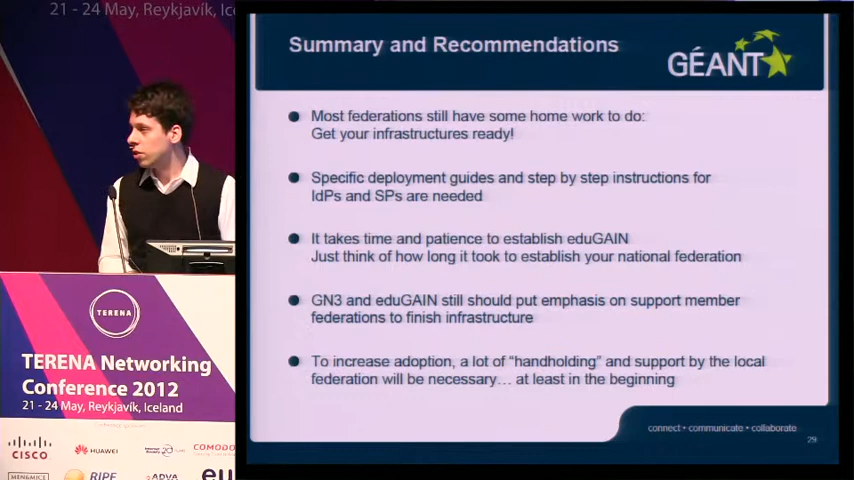 21 - 24 May, Reykjavík, Ic
Summary and Recommendations
GÉANT
Most federations still have some home work to do:
Get your infrastructures ready!
Specific deployment guides and step by step instructions for
IdPs and SPs are needed
It takes time and patience to establish eduGAIN
Just think of how long it took to establish your national federation
GN3 and eduGAIN still should put emphasis on support member
federations to finish infrastructure
To increase adoption, a lot of “handholding” and support by the local
federation will be necessary… at least in the beginning
connect • communicate • collaborate
29
TERENA
TERENA Networking
Conference 2012
21 - 24 May, Reykjavík, Iceland
CISCO
HUAWEI
COMODO
MEN&MICE
RIPE
ADVA
eu